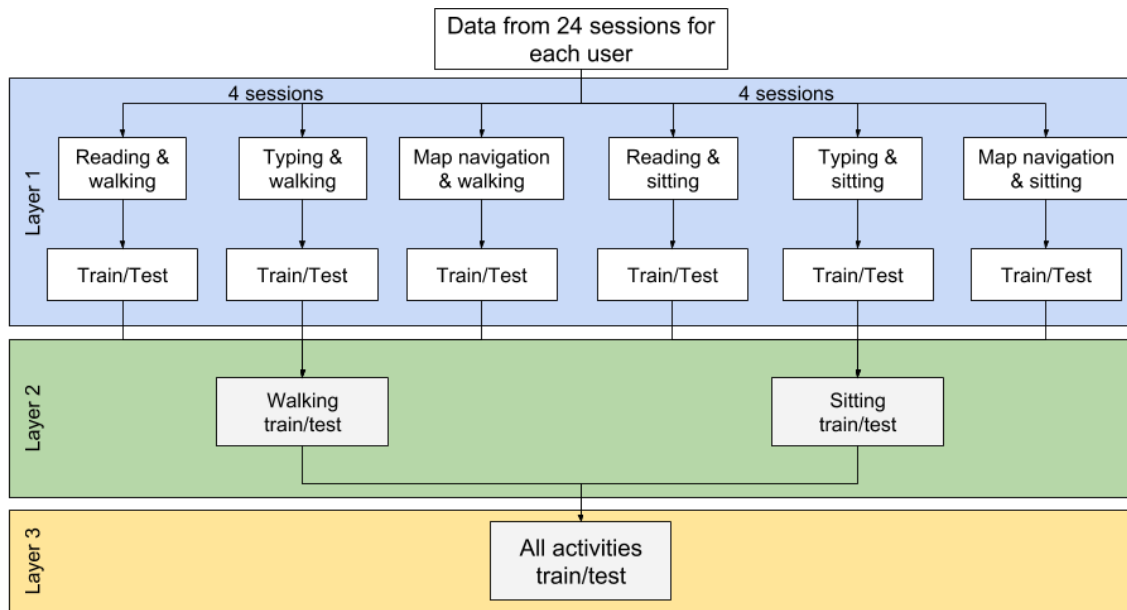 Data from 24 sessions for
each user
4 sessions
4 sessions
Layer 1
Reading &
walking
Typing &
walking
Map navigation
& walking
Reading &
sitting
Typing &
sitting
Map navigation
& sitting
Train/Test
Train/Test
Train/Test
Train/Test
Train/Test
Train/Test
Layer 2
Walking
train/test
Sitting
train/test
Layer 3
All activities
train/test